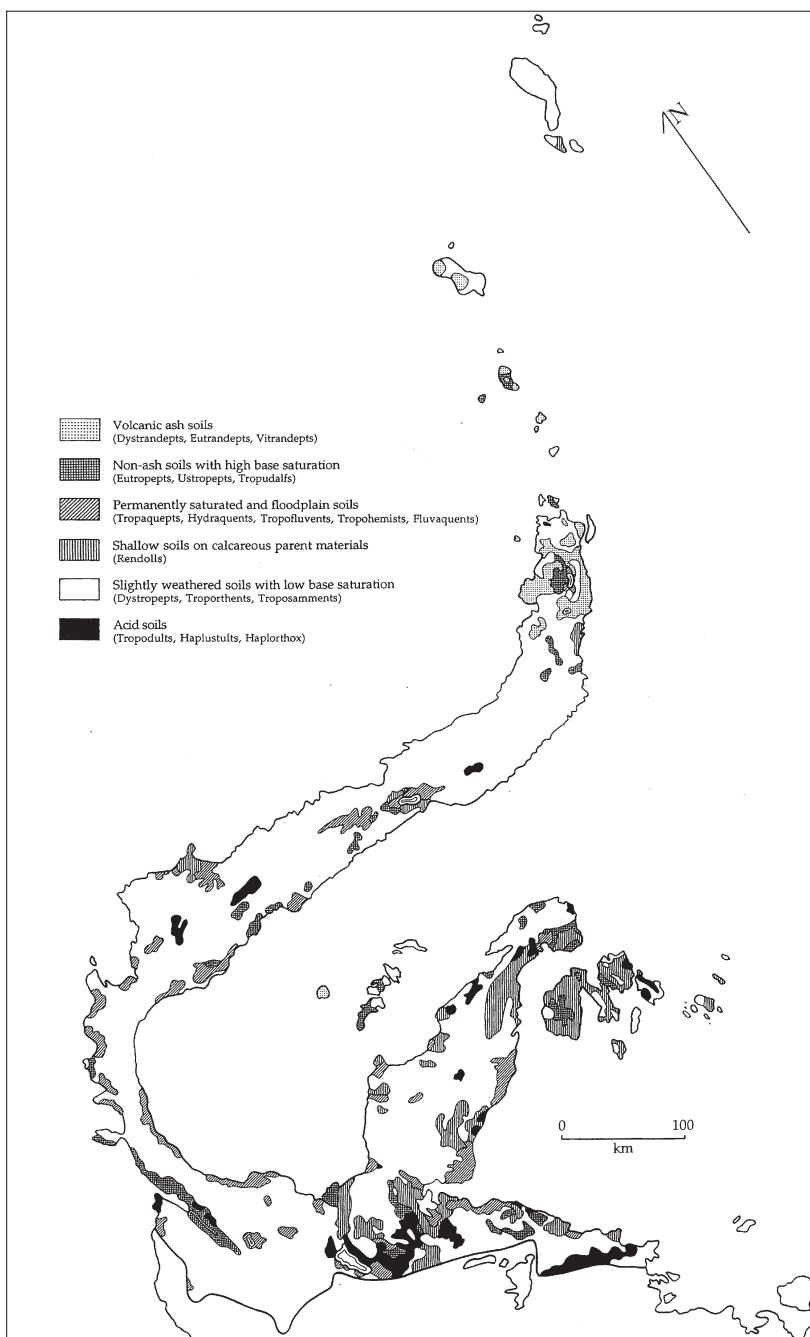 N
Volcanic ash soils
(Dystrandepts, Eutrandepts, Vitrandepts)
Non-ash soils with high base saturation
(Eutropepts, Ustropepts, Tropudalfs)
Permanently saturated and floodplain soils
(Tropaquepts, Hydraquents, Tropofluvents, Tropohemists, Fluvaquents)
Shallow soils on calcareous parent materials
(Rendolls)
Slightly weathered soils with low base saturation
(Dystropepts, Troporthents, Troposamments)
Acid soils
(Tropodults, Haplustults, Haplorthox)
0 100
km